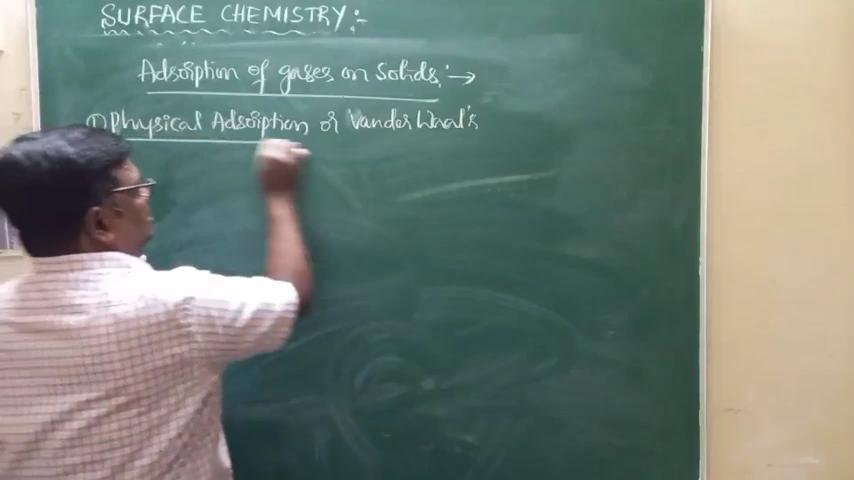 SURFACE CHEMISTRY:-
Adsorption of gases on Solids:→
① Physical Adsorption or Vander Waal's